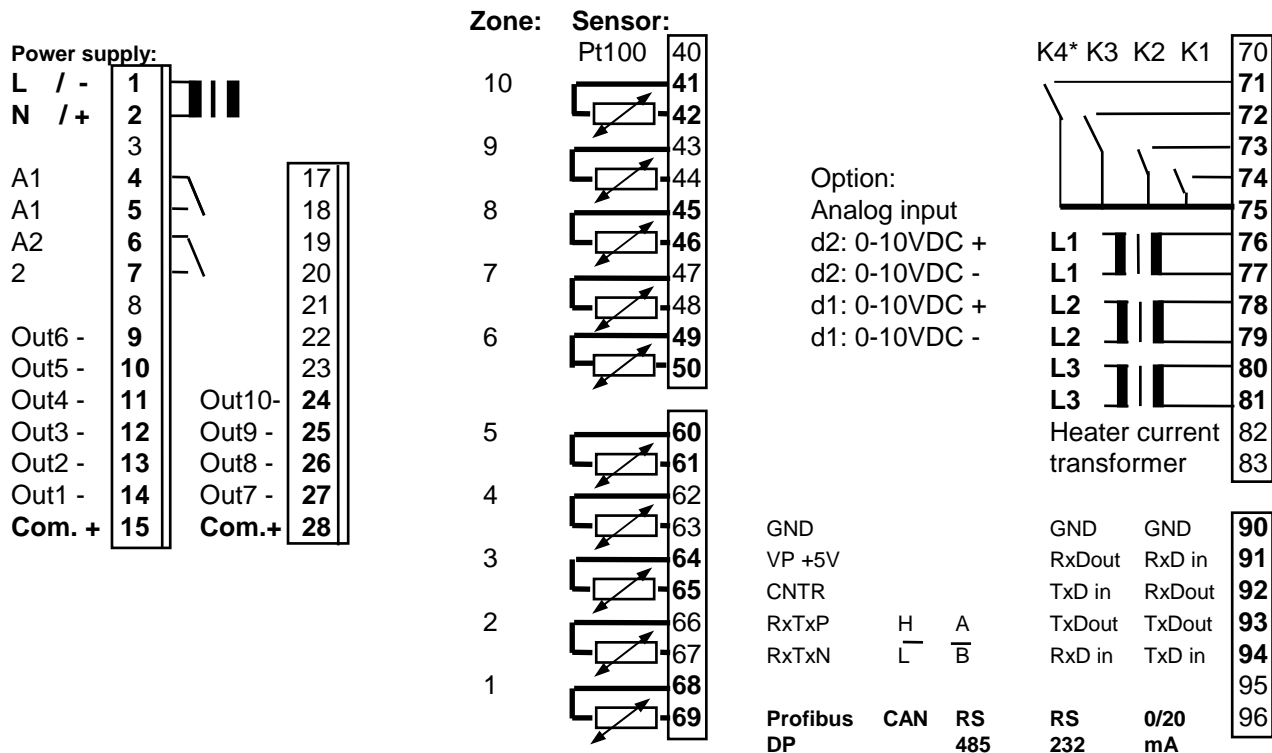 Zone: Sensor:
Power supply: Pt100 40 K4* K3 K2 K1 70
L / - 1 10 41 71
N / + 2 42 72
3 9 43 73
A1 4 17 44 Option: 74
A1 5 18 8 45 Analog input 75
A2 6 19 46 d2: 0-10VDC + L1 76
2 7 20 7 47 d2: 0-10VDC - L1 77
8 21 48 d1: 0-10VDC + L2 78
Out6 - 9 22 6 49 d1: 0-10VDC - L2 79
Out5 - 10 23 50 L3 80
Out4 - 11 Out10- 24 L3 81
Out3 - 12 Out9 - 25 5 60 Heater current 82
Out2 - 13 Out8 - 26 61 transformer 83
Out1 - 14 Out7 - 27 4 62
Com. + 15 Com.+ 28 63 GND GND GND 90
3 64 VP +5V RxDout RxD in 91
65 CNTR TxD in RxDout 92
2 66 RxTxP H A TxDout TxDout 93
67 RxTxN L B RxD in TxD in 94
1 68 95
69 Profibus CAN RS RS 0/20 96
DP 485 232 mA